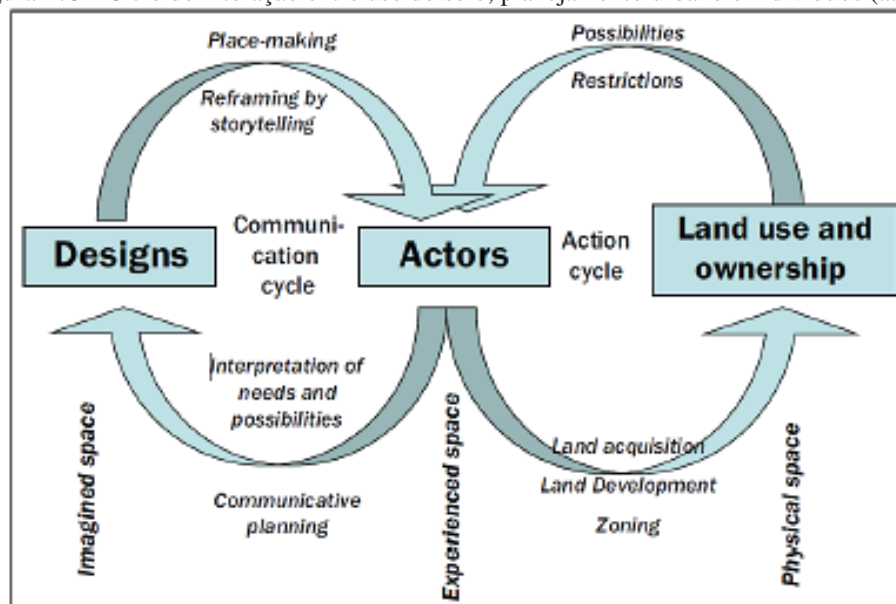 Place-making
Reframing by
storytelling
Possibilities
Restrictions
Designs
Communi-
cation
cycle
Actors
Action
cycle
Land use and
ownership
Interpretation of
needs and
possibilities
Communicative
planning
Land acquisition
Land Development
Zoning
Imagined space
Experienced space
Physical space